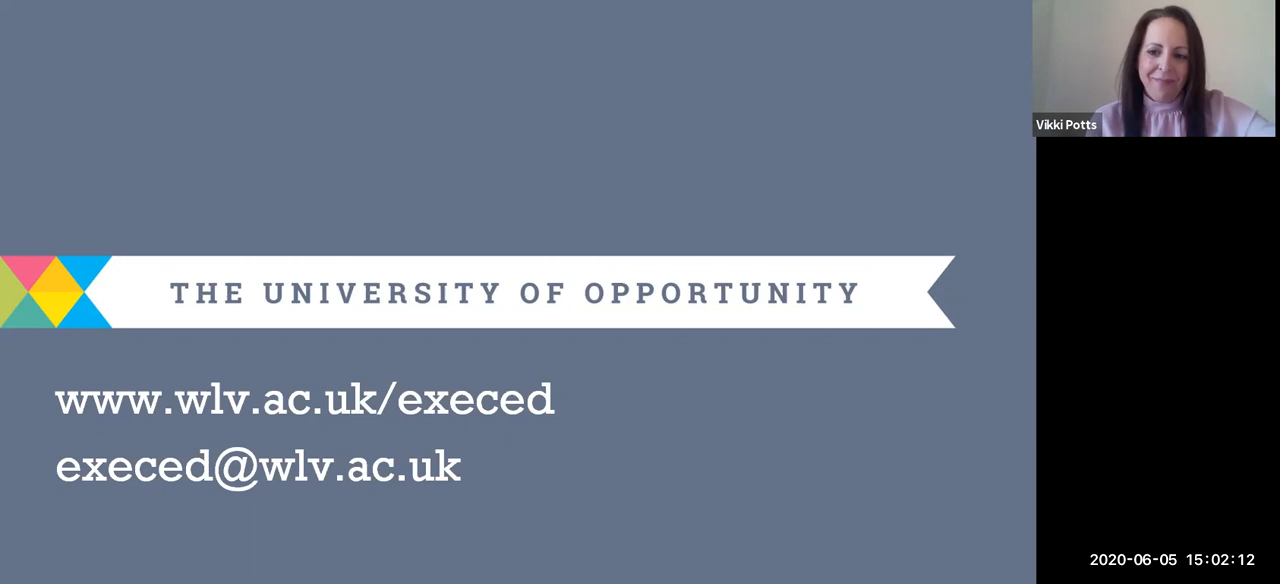 Vikki Potts
THE UNIVERSITY OF OPPORTUNITY
www.wlv.ac.uk/execed
execed@wlv.ac.uk
2020-06-05 15:02:12